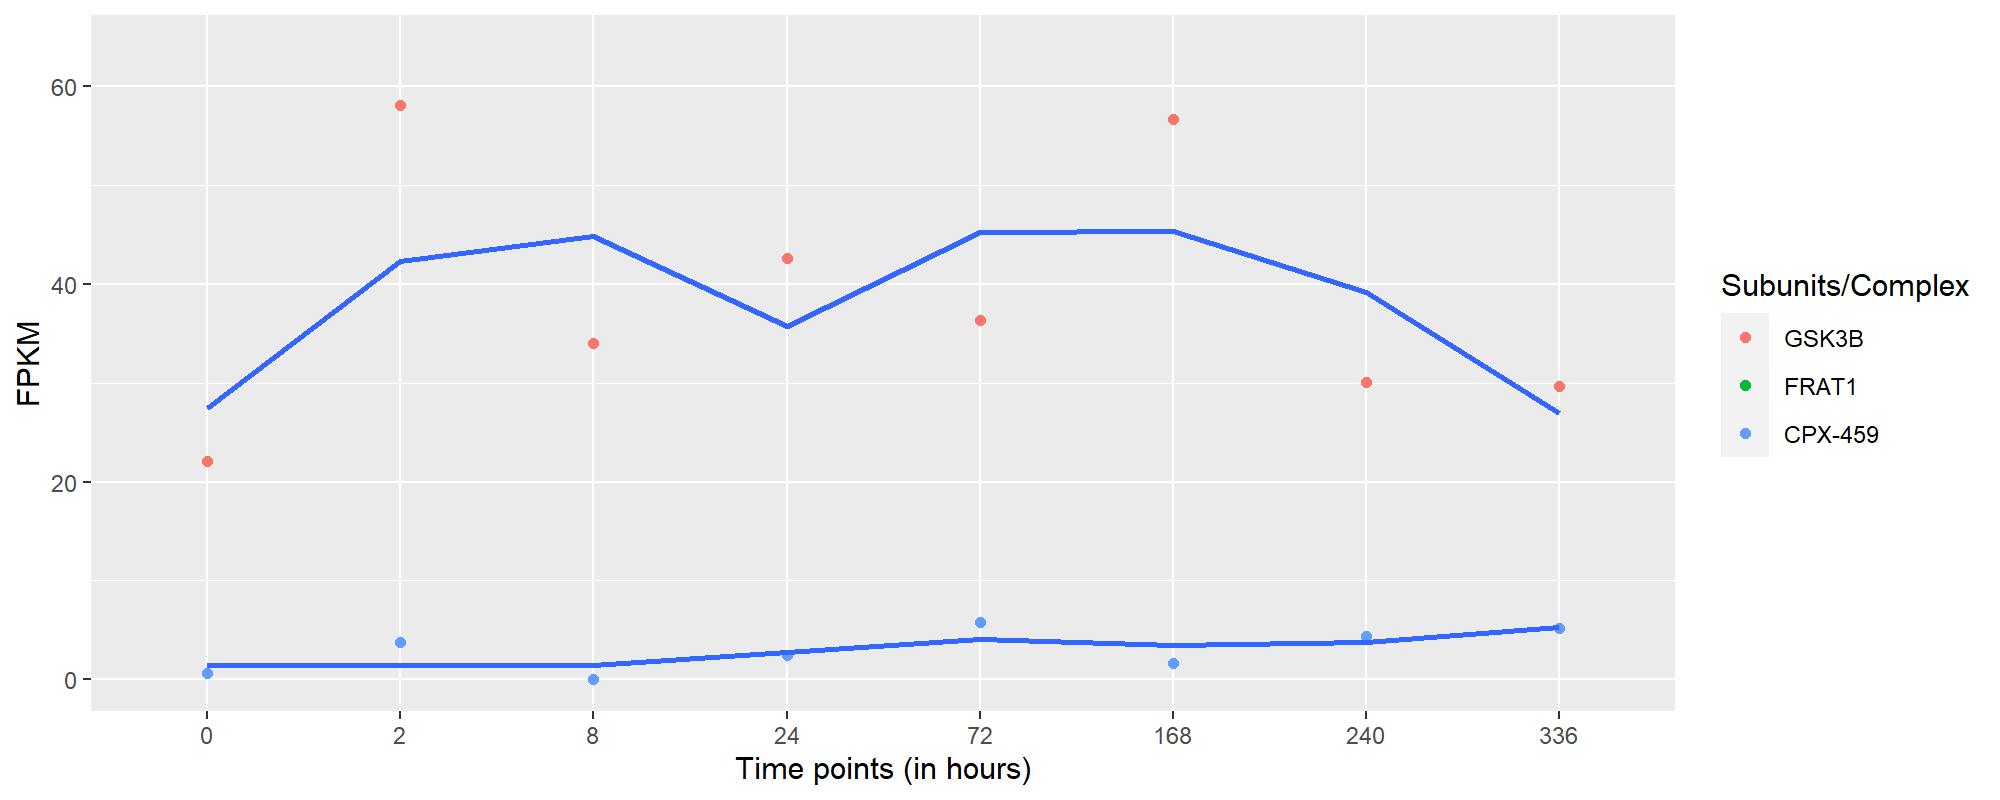 60
40
20
0
FPKM
0 2 8 24 72 168 240 336
Time points (in hours)
Subunits/Complex
GSK3B
FRAT1
CPX-459